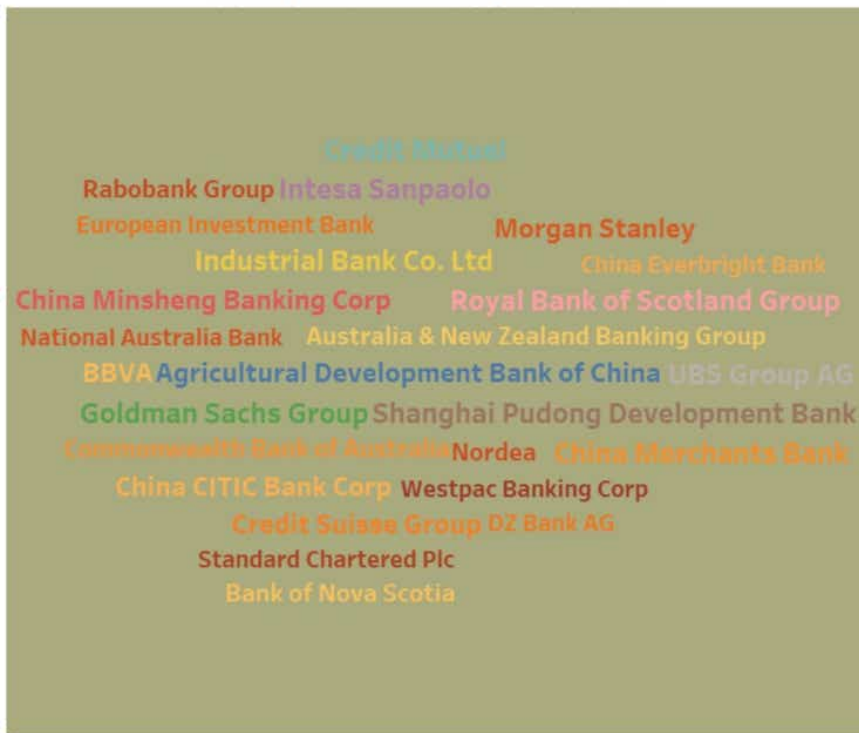 Credit Mutuel
Rabobank Group Intesa Sanpaolo
European Investment Bank
Morgan Stanley
Industrial Bank Co. Ltd
China Everbright Bank
China Minsheng Banking Corp Royal Bank of Scotland Group
National Australia Bank Australia & New Zealand Banking Group
BBVA Agricultural Development Bank of China UBS Group AG
Goldman Sachs Group Shanghai Pudong Development Bank
Commonwealth Bank of Australia Nordea China Merchants Bank
China CITIC Bank Corp Westpac Banking Corp
Credit Suisse Group DZ Bank AG
Standard Chartered Plc
Bank of Nova Scotia